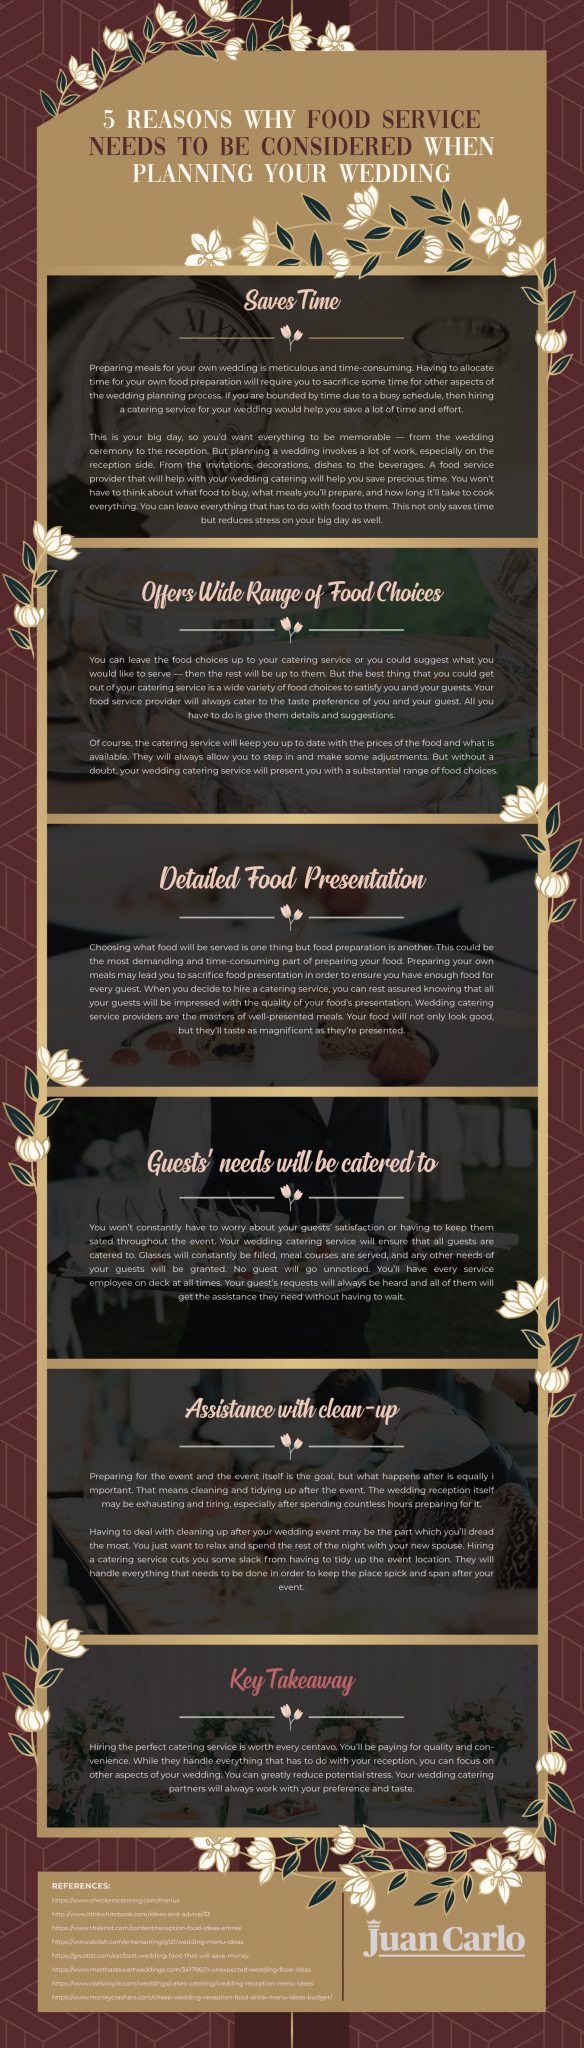 5 REASONS WHY FOOD SERVICE
NEEDS TO BE CONSIDERED WHEN
PLANNING YOUR WEDDING
Saves Time
Preparing meals for your own wedding is meticulous and time-consuming. Having to allocate
time for your own food preparation will require you to sacrifice some time for other aspects of
the wedding planning process. If you are bounded by time due to a busy schedule, then hiring
a catering service for your wedding would help you save a lot of time and effort.
This is your big day, so you'd want everything to be memorable — from the wedding
ceremony to the reception. But planning a wedding involves a lot of work, especially on the
reception side. From the invitations, decorations, dishes to the beverages. A food service
provider that will help with your wedding catering will help you save precious time. You won't
have to think about what food to buy, what meals you'll prepare, and how long it'll take to cook
everything. You can leave everything that has to do with food to them. This not only saves time
but reduces stress on your big day as well.
Offers Wide Range of Food Choices
You can leave the food choices up to your catering service or you could suggest what you
would like to serve — then the rest will be up to them. But the best thing that you could get
out of your catering service is a wide variety of food choices to satisfy you and your guests. Your
food service provider will always cater to the taste preference of you and your guest. All you
have to do is give them details and suggestions.
Of course, the catering service will keep you up to date with the prices of the food and what is
available. They will always allow you to step in and make some adjustments. But without a
doubt, your wedding catering service will present you with a substantial range of food choices.
Detailed Food Presentation
Choosing what food will be served is one thing but food preparation is another. This could be
the most demanding and time-consuming part of preparing your food. Preparing your own
meals may lead you to sacrifice food presentation in order to ensure you have enough food for
every guest. When you decide to hire a catering service, you can rest assured knowing that all
your guests will be impressed with the quality of your food's presentation. Wedding catering
service providers are the masters of well-presented meals. Your food will not only look good,
but they'll taste as magnificent as they're presented.
Guests' needs will be catered to
You won't constantly have to worry about your guests' satisfaction or having to keep them
sated throughout the event. Your wedding catering service will ensure that all guests are
catered to. Glasses will constantly be filled, meal courses are served, and any other needs of
your guests will be granted. No guest will go unnoticed. You'll have every service
employee on deck at all times. Your guest's requests will always be heard and all of them will
get the assistance they need without having to wait.
Assistance with clean-up
Preparing for the event and the event itself is the goal, but what happens after is equally i
mportant. That means cleaning and tidying up after the event. The wedding reception itself
may be exhausting and tiring, especially after spending countless hours preparing for it.
Having to deal with cleaning up after your wedding event may be the part which you'll dread
the most. You just want to relax and spend the rest of the night with your new spouse. Hiring
a catering service cuts you some slack from having to tidy up the event location. They will
handle everything that needs to be done in order to keep the place spick and span after your
event.
Key Takeaway
Hiring the perfect catering service is worth every centavo. You'll be paying for quality and con-
venience. While they handle everything that has to do with your reception, you can focus on
other aspects of your wedding. You can greatly reduce potential stress. Your wedding catering
partners will always work with your preference and taste.
REFERENCES:
https://www.checkerscatering.com/menus
http://www.littlewhitebook.com/ideas-and-advice/33
https://www.theknot.com/content/reception-food-ideas-entree
https://www.delish.com/entertaining/g121/wedding-menu-ideas
https://greatist.com/eat/best-wedding-food-that-will-save-money
https://www.marthastewartweddings.com/341786/11-unexpected-wedding-food-ideas
https://www.realsimple.com/weddings/cakes-catering/wedding-reception-menu-ideas
https://www.moneycrashers.com/cheap-wedding-reception-food-drink-menu-ideas-budget/
Juan Carlo